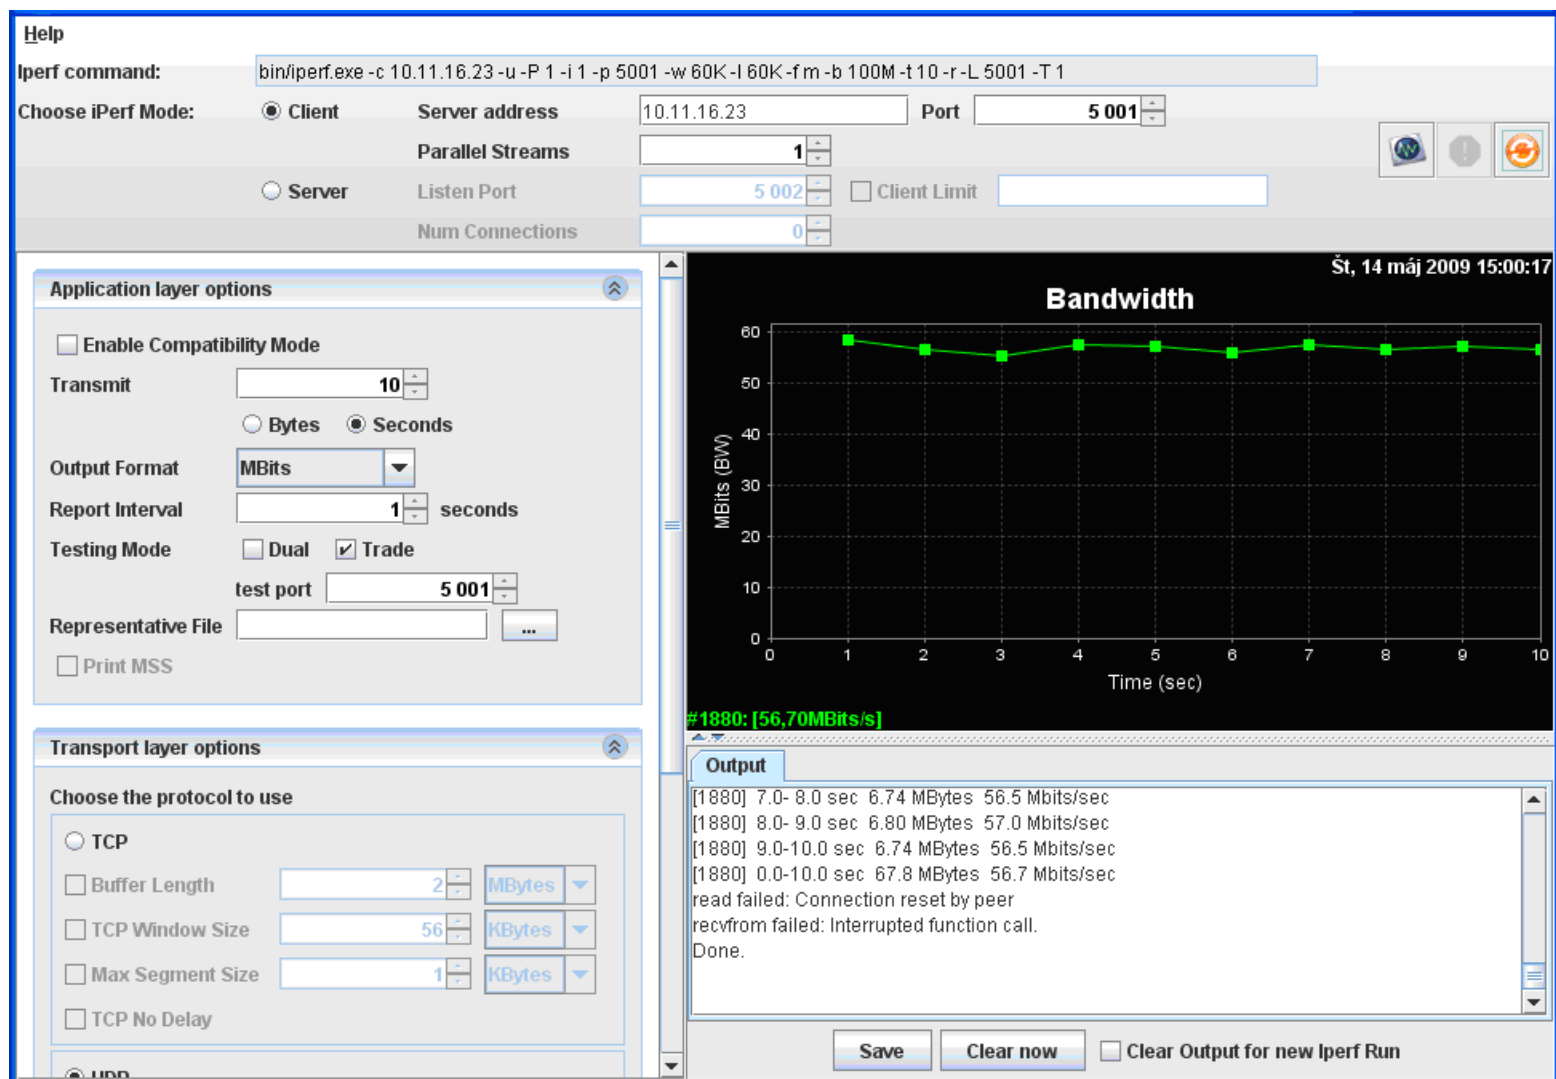 Help
Iperf command: bin/iperf.exe -c 10.11.16.23 -u -P 1 -i 1 -p 5001 -w 60K -l 60K -f m -b 100M -t 10 -r -L 5001 -T 1
Choose iPerf Mode: Client Server address 10.11.16.23 Port 5 001
Parallel Streams 1
Server Listen Port 5 002 Client Limit
Num Connections 0
Application layer options
Enable Compatibility Mode
Transmit 10
Bytes Seconds
Output Format MBits
Report Interval 1 seconds
Testing Mode Dual Trade
test port 5 001
Representative File ...
Print MSS
Transport layer options
Choose the protocol to use
TCP
Buffer Length 2 MBytes
TCP Window Size 56 KBytes
Max Segment Size 1 KBytes
TCP No Delay
UDP
Št, 14 máj 2009 15:00:17
Bandwidth
60
50
40
30
20
10
0
MBits (BW)
0 1 2 3 4 5 6 7 8 9 10
Time (sec)
#1880: [56,70MBits/s]
Output
[1880] 7.0- 8.0 sec 6.74 MBytes 56.5 Mbits/sec
[1880] 8.0- 9.0 sec 6.80 MBytes 57.0 Mbits/sec
[1880] 9.0-10.0 sec 6.74 MBytes 56.5 Mbits/sec
[1880] 0.0-10.0 sec 67.8 MBytes 56.7 Mbits/sec
read failed: Connection reset by peer
recvfrom failed: Interrupted function call.
Done.
Save Clear now Clear Output for new Iperf Run